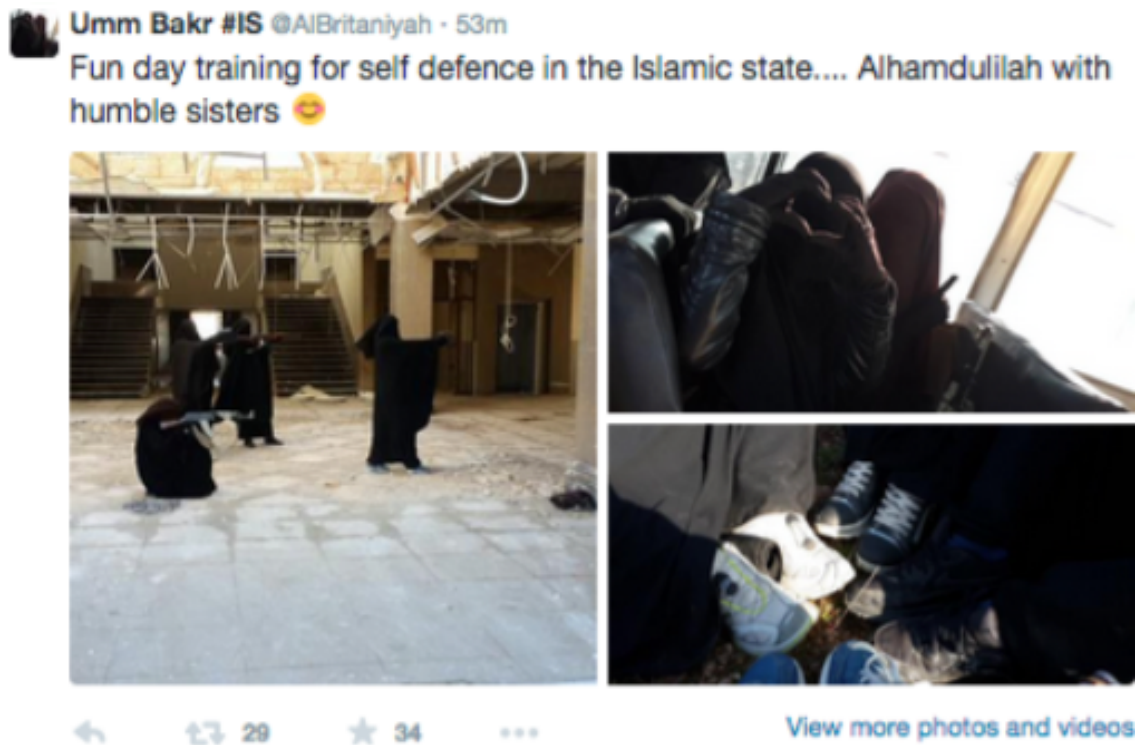 Umm Bakr #IS @AlBritaniyah · 53m
Fun day training for self defence in the Islamic state.... Alhamdulilah with
humble sisters 😊
29 34
View more photos and videos